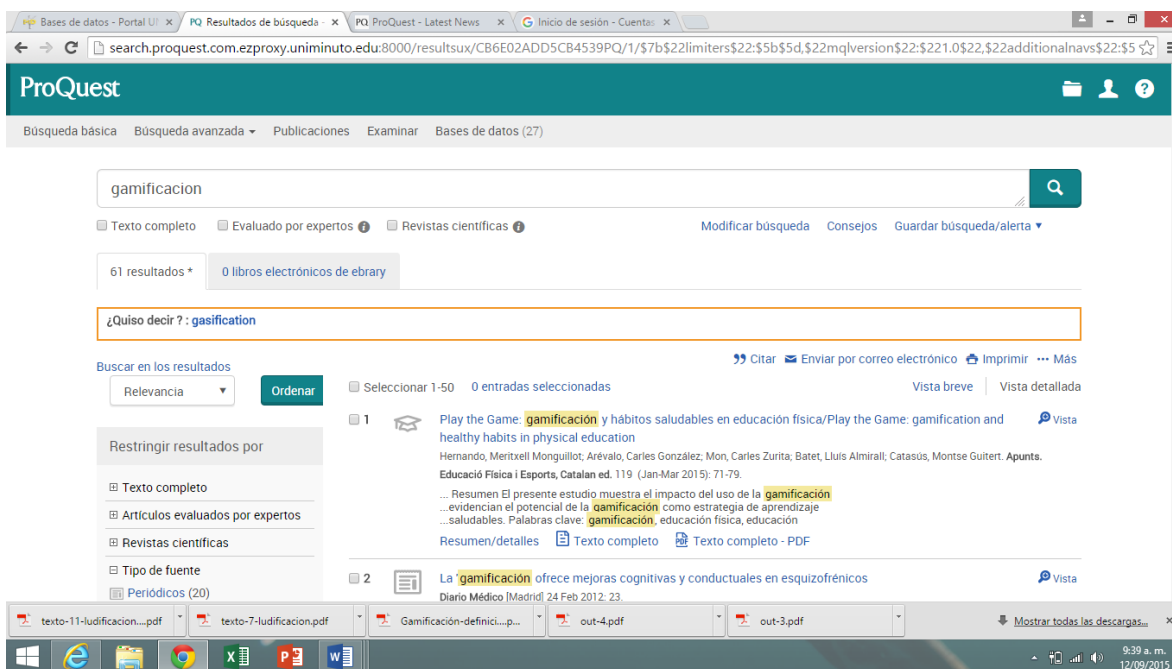 Bases de datos - Portal UI
PQ Resultados de búsqueda -
PQ ProQuest - Latest News
G Inicio de sesión - Cuentas
search.proquest.com.ezproxy.uniminuto.edu:8000/resultsux/CB6E02ADD5CB4539PQ/1/$7b$22limiters$22:$5b$5d,$22mqlversion$22:$221.0$22,$22additionalnavs$22:$5
ProQuest
Búsqueda básica Búsqueda avanzada Publicaciones Examinar Bases de datos (27)
gamificacion
Texto completo Evaluado por expertos Revistas científicas Modificar búsqueda Consejos Guardar búsqueda/alerta
61 resultados * 0 libros electrónicos de ebrary
¿Quiso decir ? : gasification
Citar Enviar por correo electrónico Imprimir ••• Más
Buscar en los resultados
Relevancia Ordenar
Seleccionar 1-50 0 entradas seleccionadas Vista breve Vista detallada
Restringir resultados por
Texto completo
Artículos evaluados por expertos
Revistas científicas
Tipo de fuente
Periódicos (20)
1 Play the Game: gamificación y hábitos saludables en educación física/Play the Game: gamification and Vista
healthy habits in physical education
Hernando, Meritxell Monguillot; Arévalo, Carles González; Mon, Carles Zurita; Batet, Lluís Almirall; Catasús, Montse Guitert. Apunts.
Educació Física i Esports, Catalan ed. 119 (Jan-Mar 2015): 71-79.
... Resumen El presente estudio muestra el impacto del uso de la gamificación
...evidencian el potencial de la gamificación como estrategia de aprendizaje
...saludables. Palabras clave: gamificación, educación física, educación
Resumen/detalles Texto completo Texto completo - PDF
2 La 'gamificación ofrece mejoras cognitivas y conductuales en esquizofrénicos Vista
Diario Médico [Madrid] 24 Feb 2012: 23.
texto-11-ludificacion....pdf texto-7-ludificacion.pdf Gamificación-definici....p... out-4.pdf out-3.pdf Mostrar todas las descargas...
9:39 a. m.
12/09/2015